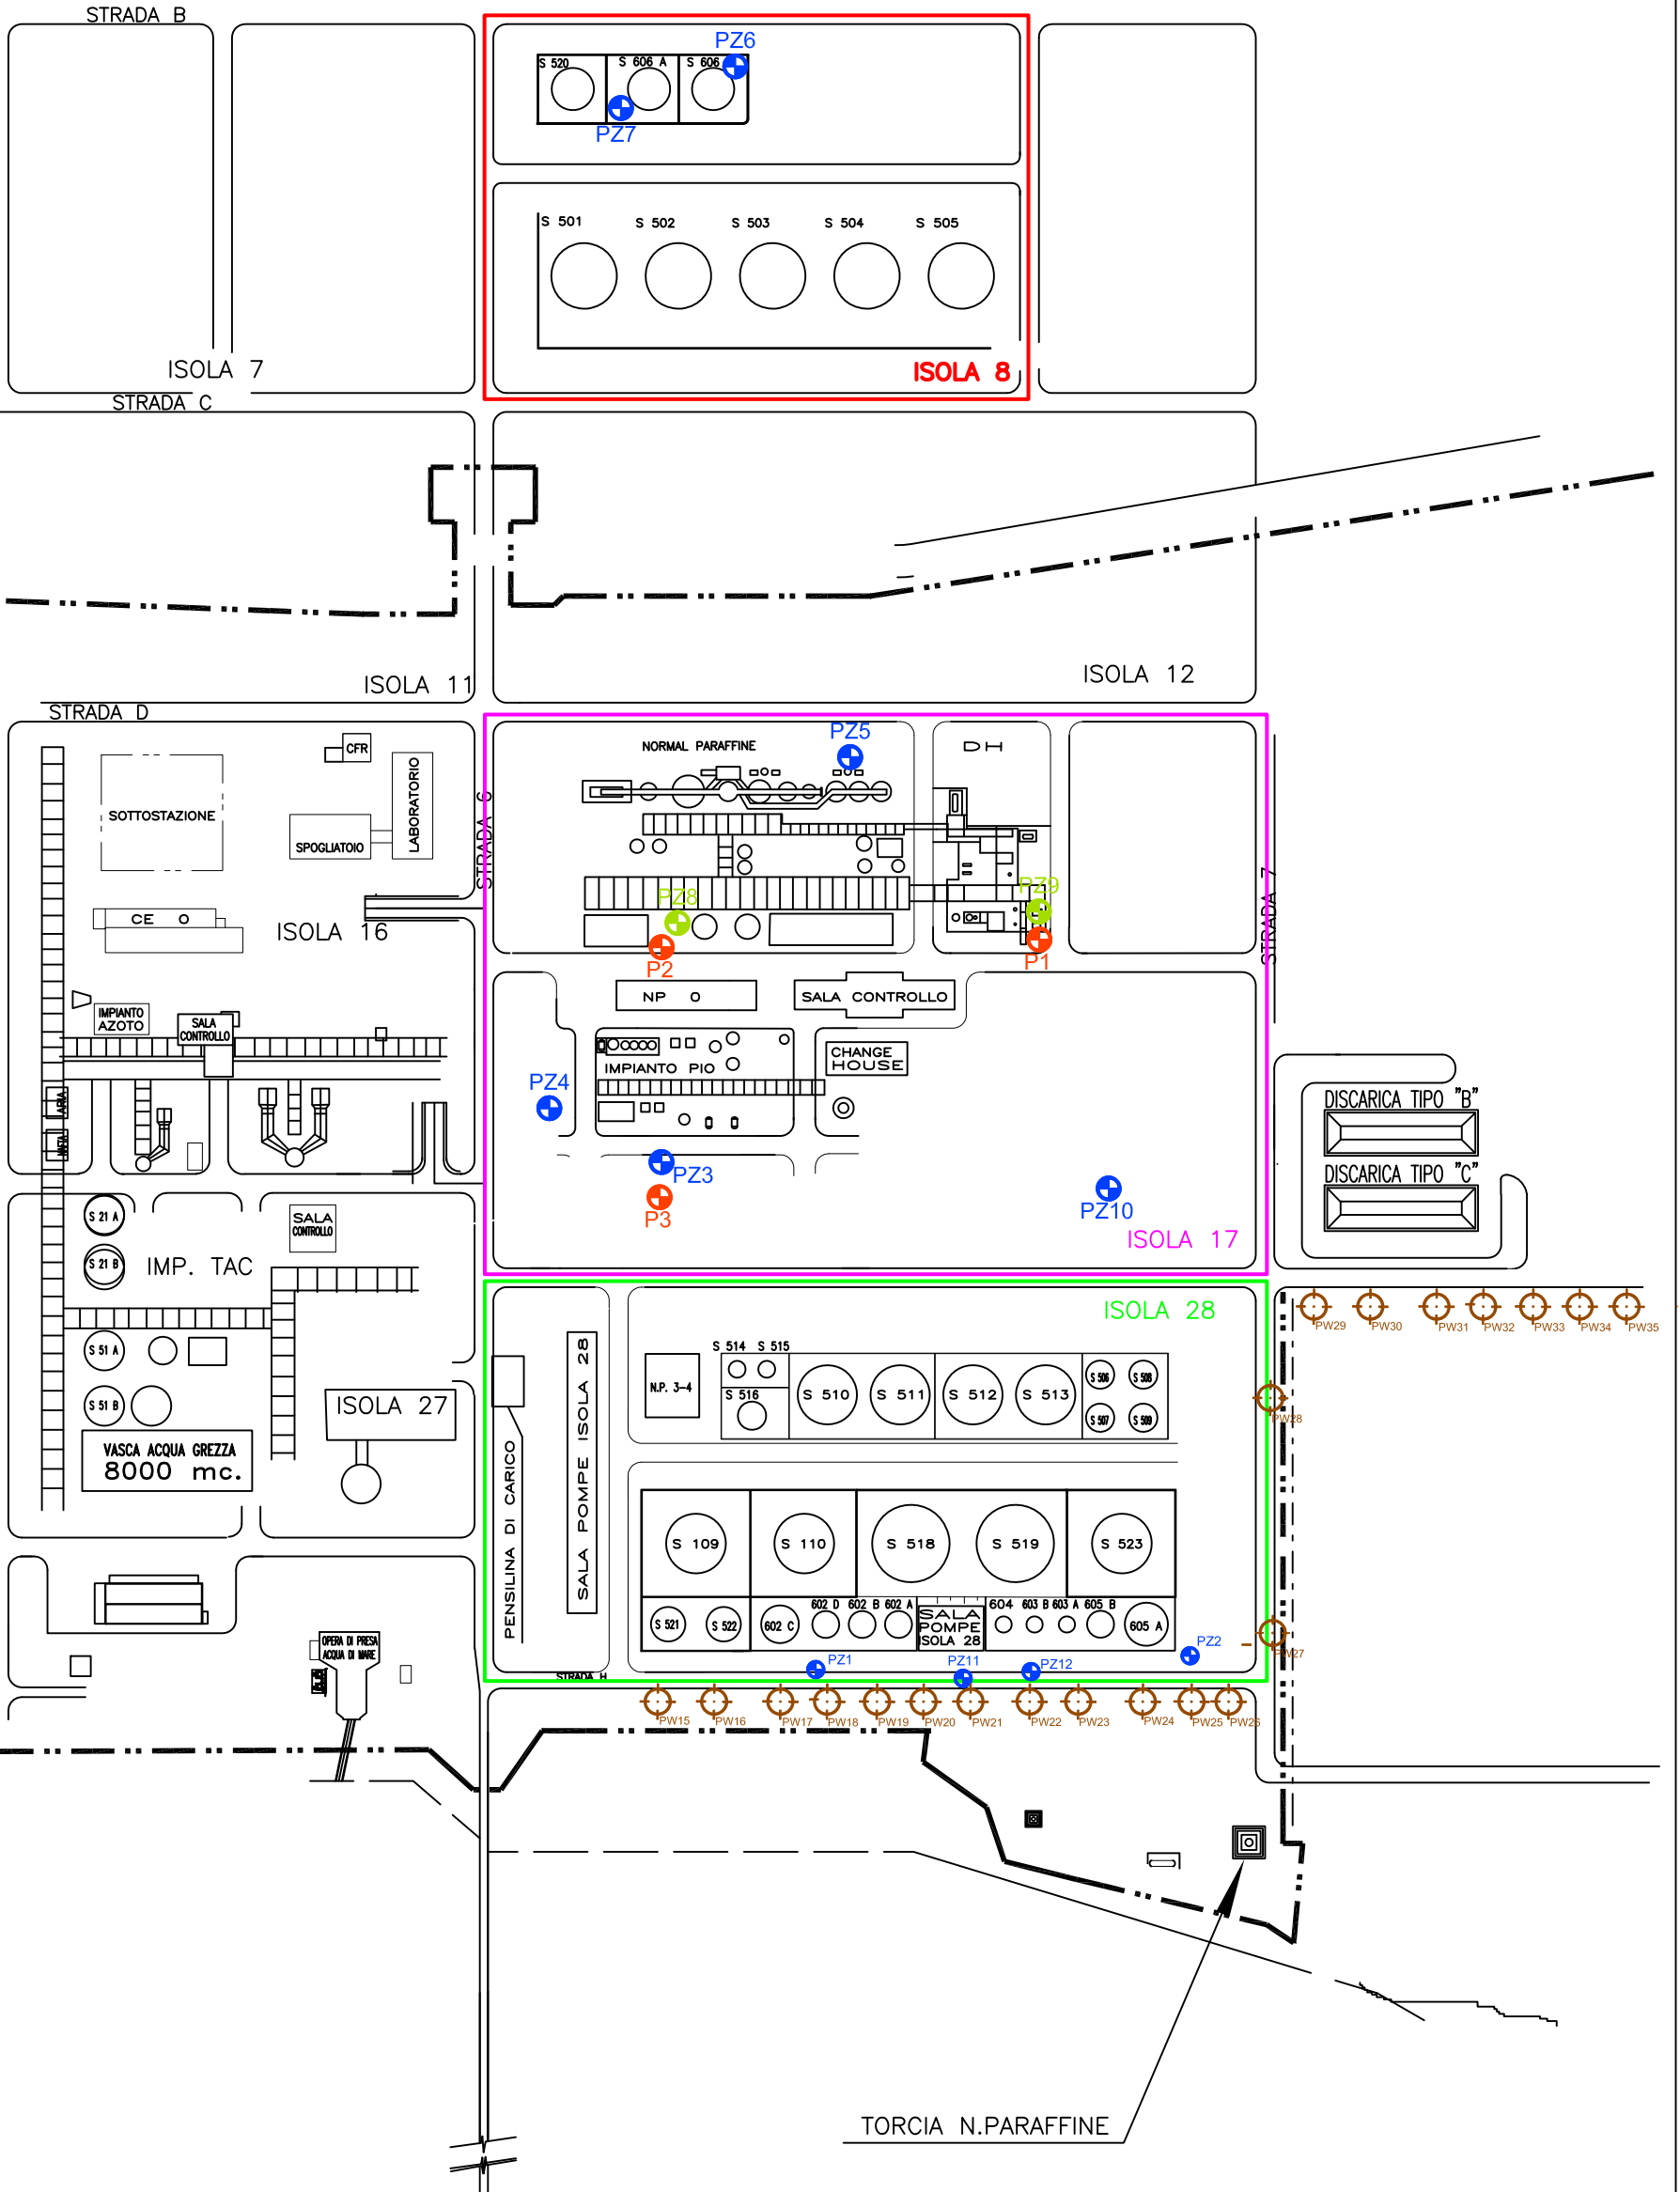 STRADA B
PZ6
S 520
S 606 A
S 606
PZ7
S 501
S 502
S 503
S 504
S 505
ISOLA 7
ISOLA 8
STRADA C
ISOLA 11
ISOLA 12
STRADA D
CFR
LABORATORIO
SOTTOSTAZIONE
SPOGLIATOIO
STRADA 6
NORMAL PARAFFINE
PZ5
DH
CE O
ISOLA 16
PZ8
PZ9
P2
P1
STRADA 7
NP O
SALA CONTROLLO
IMPIANTO
AZOTO
SALA
CONTROLLO
IMPIANTO PIO
CHANGE
HOUSE
PZ4
ARIA
NAFTA
DISCARICA TIPO "B"
DISCARICA TIPO "C"
PZ3
P3
PZ10
ISOLA 17
S 21 A
SALA
CONTROLLO
S 21 B
IMP. TAC
ISOLA 28
PW29
PW30
PW31
PW32
PW33
PW34
PW35
S 51 A
S 51 B
ISOLA 27
VASCA ACQUA GREZZA
8000 mc.
PENSILINA DI CARICO
SALA POMPE ISOLA 28
N.P. 3-4
S 514
S 515
S 516
S 510
S 511
S 512
S 513
S 506
S 508
S 507
S 509
PW28
S 109
S 110
S 518
S 519
S 523
S 521
S 522
602 C
602 D
602 B
602 A
SALA
POMPE
ISOLA 28
604
603 B
603 A
605 B
605 A
PW27
OPERA DI PRESA
ACQUA DI MARE
STRADA H
PZ1
PZ11
PZ12
PZ2
PW15
PW16
PW17
PW18
PW19
PW20
PW21
PW22
PW23
PW24
PW25
PW26
TORCIA N.PARAFFINE